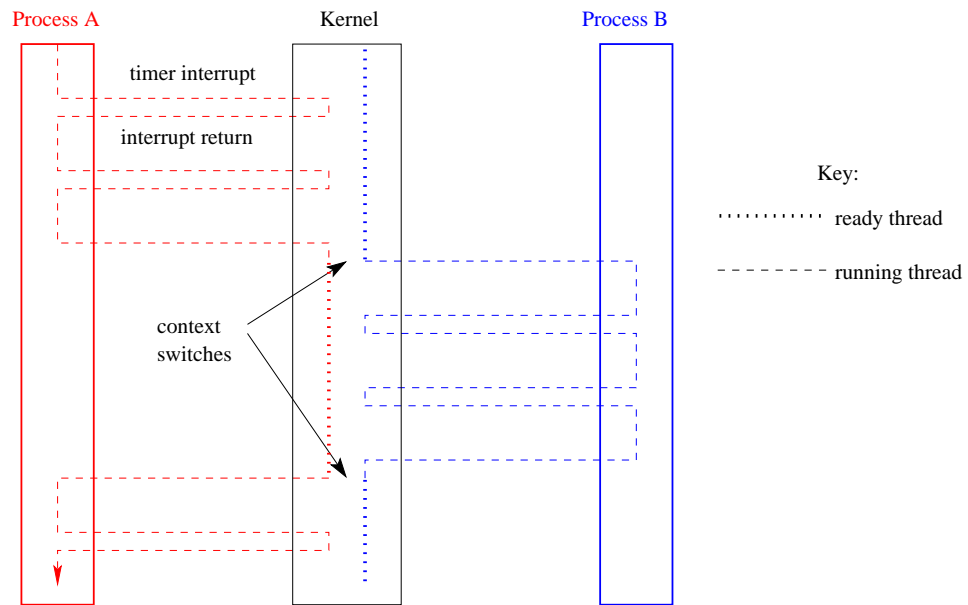 Process A
Kernel
Process B
timer interrupt
interrupt return
Key:
ready thread
running thread
context
switches